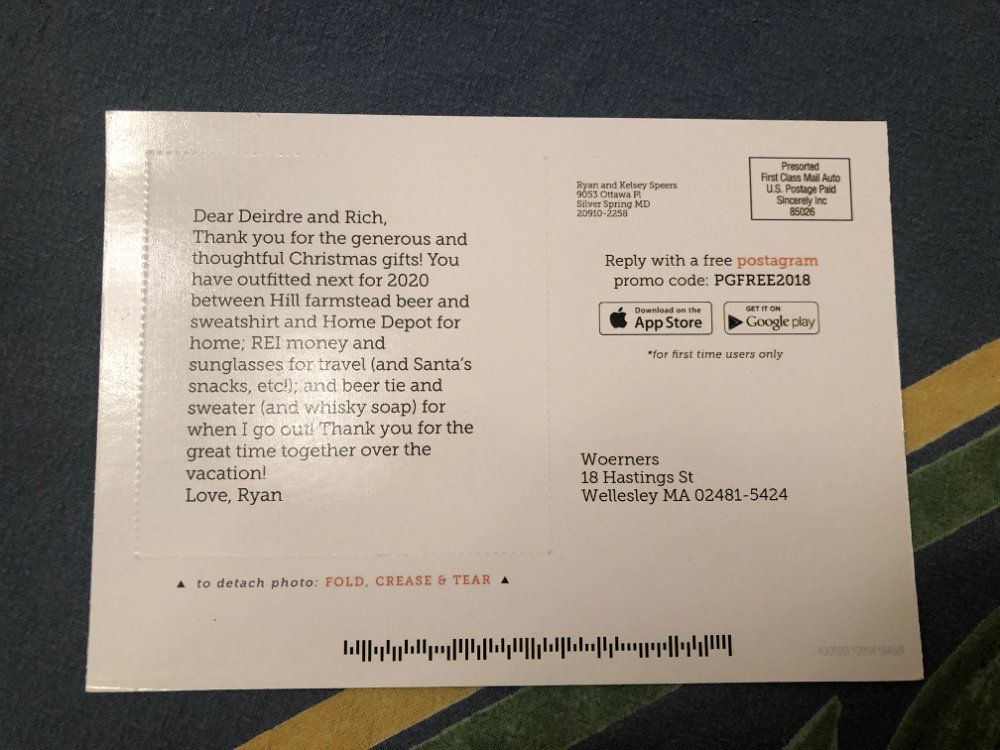 Dear Deirdre and Rich,
Thank you for the generous and
thoughtful Christmas gifts! You
have outfitted next for 2020
between Hill farmstead beer and
sweatshirt and Home Depot for
home; REI money and
sunglasses for travel (and Santa's
snacks, etc!); and beer tie and
sweater (and whisky soap) for
when I go out! Thank you for the
great time together over the
vacation!
Love, Ryan
▲ to detach photo: FOLD, CREASE & TEAR ▲
Ryan and Kelsey Speers
9053 Ottawa Pl
Silver Spring MD
20910-2258
Presorted
First Class Mail Auto
U.S. Postage Paid
Sincerely Inc
85026
Reply with a free postagram
promo code: PGFREE2018
Download on the
App Store
GET IT ON
Google play
*for first time users only
Woerners
18 Hastings St
Wellesley MA 02481-5424